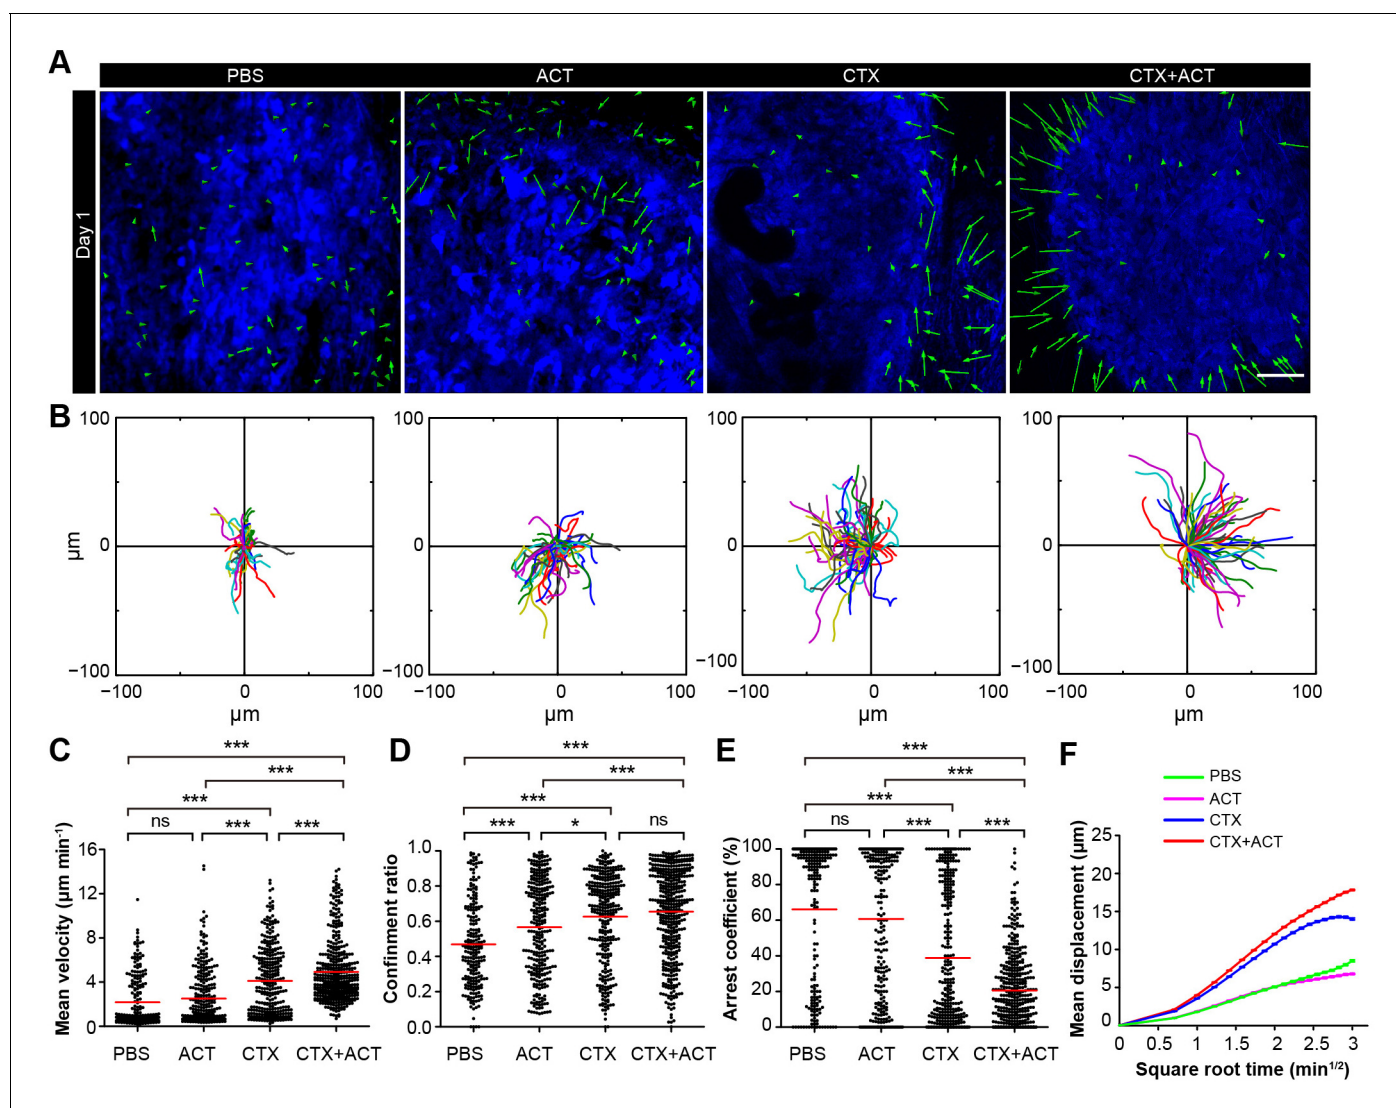 A
PBS ACT CTX CTX+ACT
Day 1
B
100 100 100 100
µm
0 0 0 0
−100 −100 −100 −100
−100 0 100 −100 0 100 −100 0 100 −100 0 100
µm µm µm µm
C
***
***
***
ns *** ***
Mean velocity (µm min⁻¹)
16
12
8
4
0
PBS ACT CTX CTX+ACT
D
***
***
***
*** * ns
Confinment ratio
1.0
0.8
0.6
0.4
0.2
0.0
PBS ACT CTX CTX+ACT
E
***
***
***
ns *** ***
Arrest coefficient (%)
100
80
60
40
20
0
PBS ACT CTX CTX+ACT
F
PBS
ACT
CTX
CTX+ACT
Mean displacement (µm)
25
20
15
10
5
0
0 0.5 1 1.5 2 2.5 3
Square root time (min¹ᐟ²)